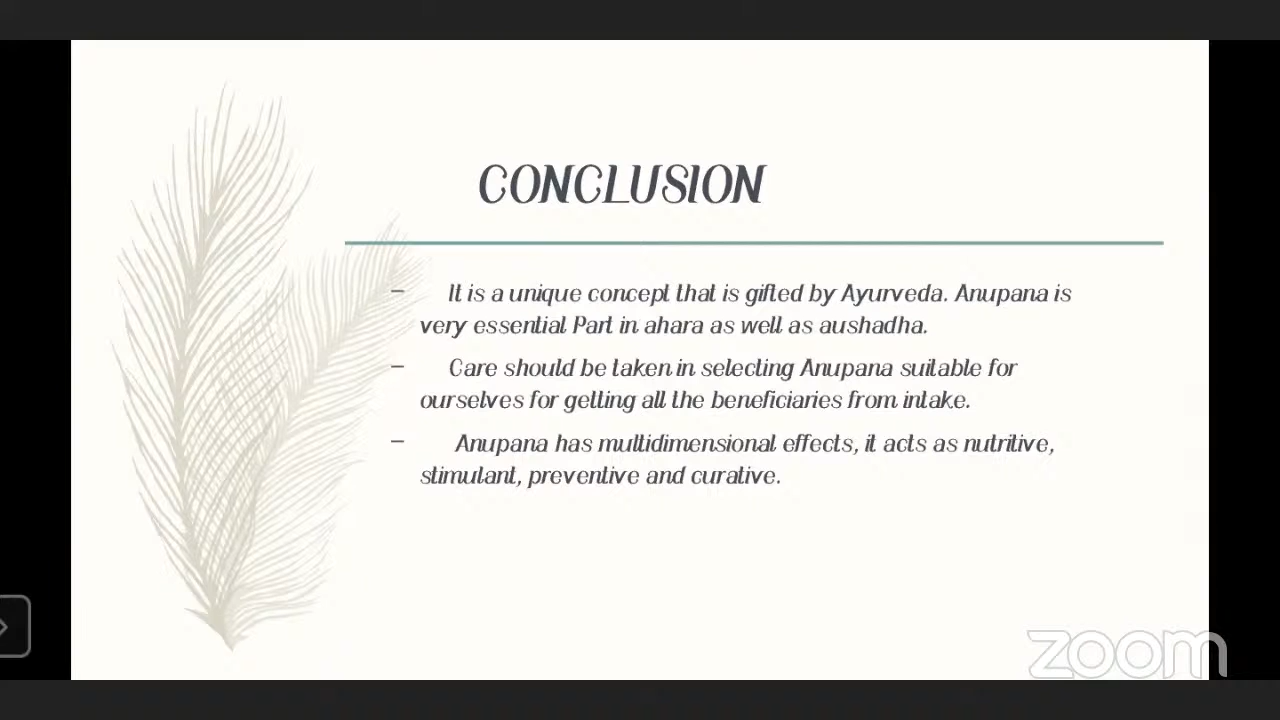 CONCLUSION
– It is a unique concept that is gifted by Ayurveda. Anupana is
very essential Part in ahara as well as aushadha.
– Care should be taken in selecting Anupana suitable for
ourselves for getting all the beneficiaries from intake.
– Anupana has multidimensional effects, it acts as nutritive,
stimulant, preventive and curative.
zoom